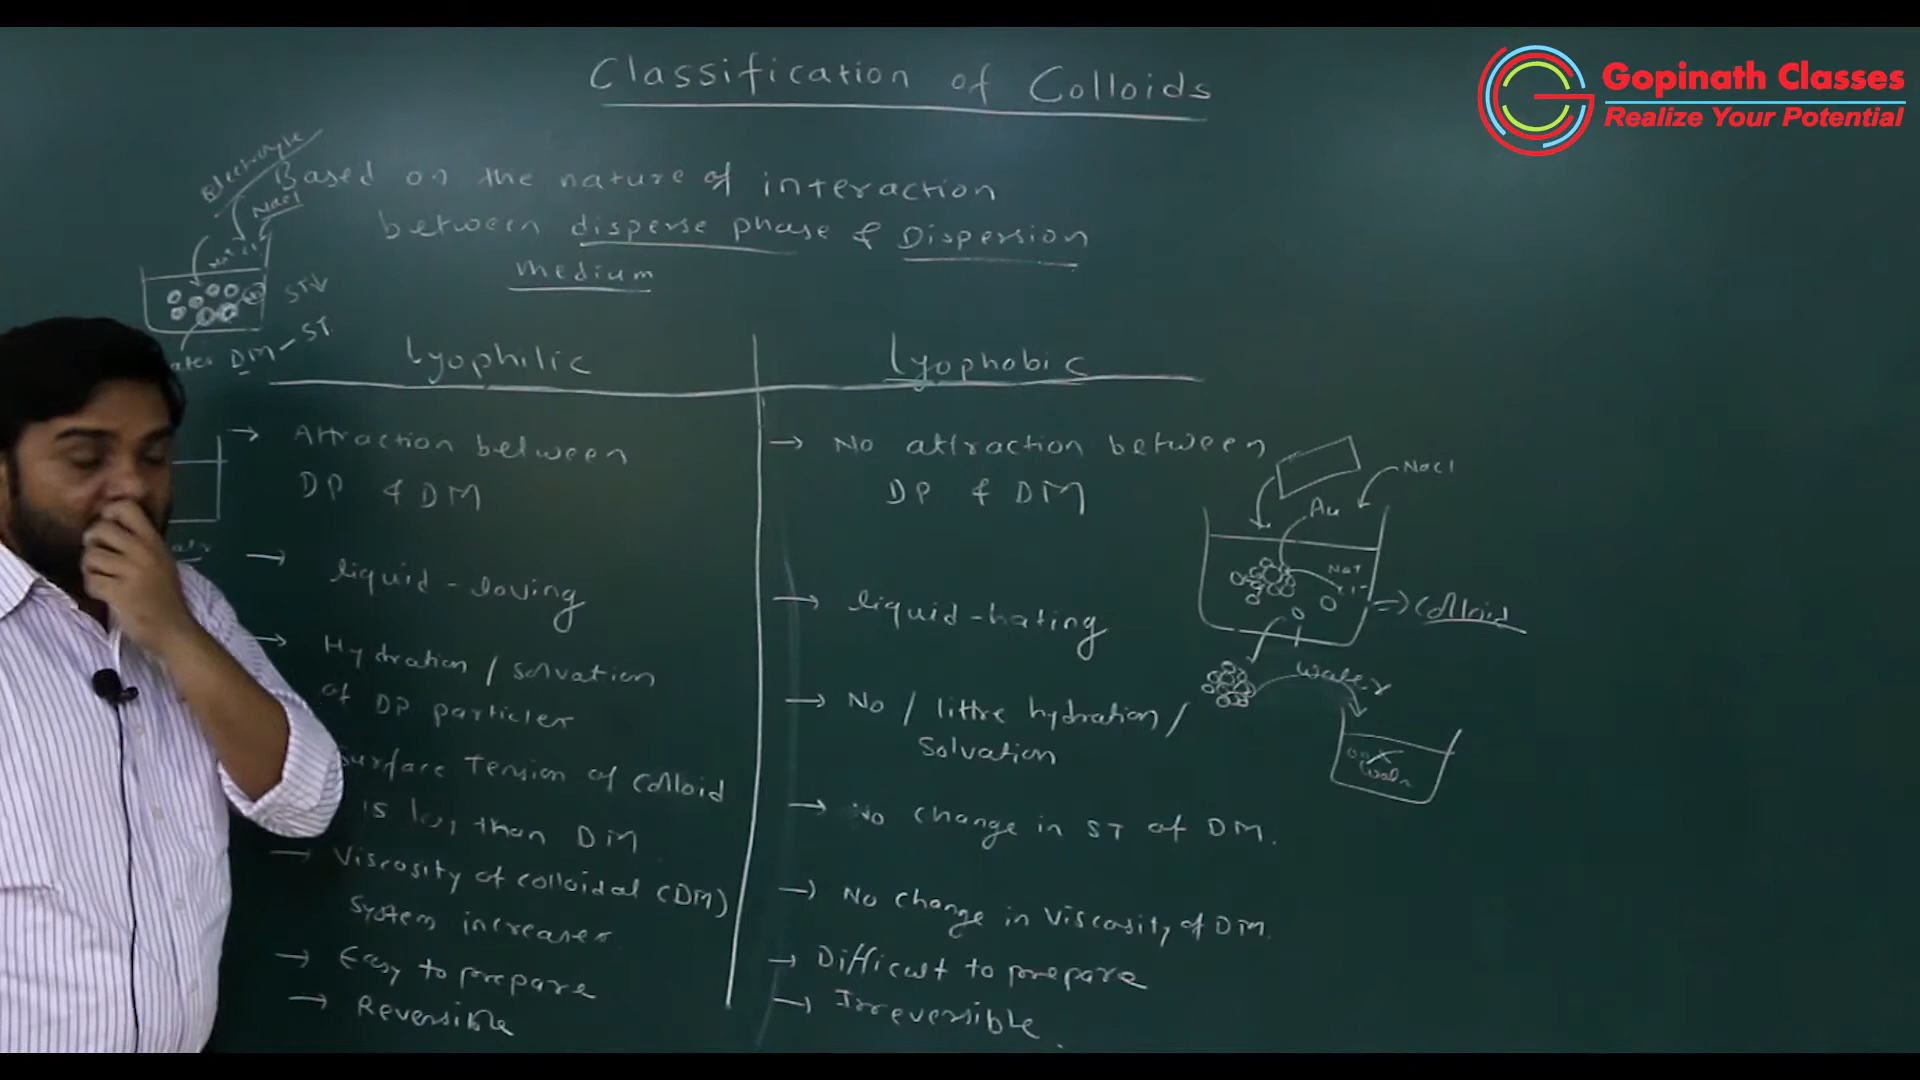 Classification of Colloids
Gopinath Classes
Realize Your Potential
Electrolyte
Based on the nature of interaction
NaCl
between disperse phase & Dispersion
medium
ST↓
ST
DM
Lyophilic
Lyophobic
→ Attraction between
DP & DM
→ liquid-loving
→ Hydration / solvation
of DP particles
Surface Tension of Colloid
is less than DM
→ Viscosity of colloidal (DM)
System increases
→ Easy to prepare
→ Reversible
→ No attraction between
DP & DM
→ liquid-hating
→ No / little hydration /
Solvation
→ No change in ST of DM.
→ No change in Viscosity of DM.
→ Difficult to prepare
→ Irreversible.
NaCl
Au
Na+
Cl-
=> Colloid
Water